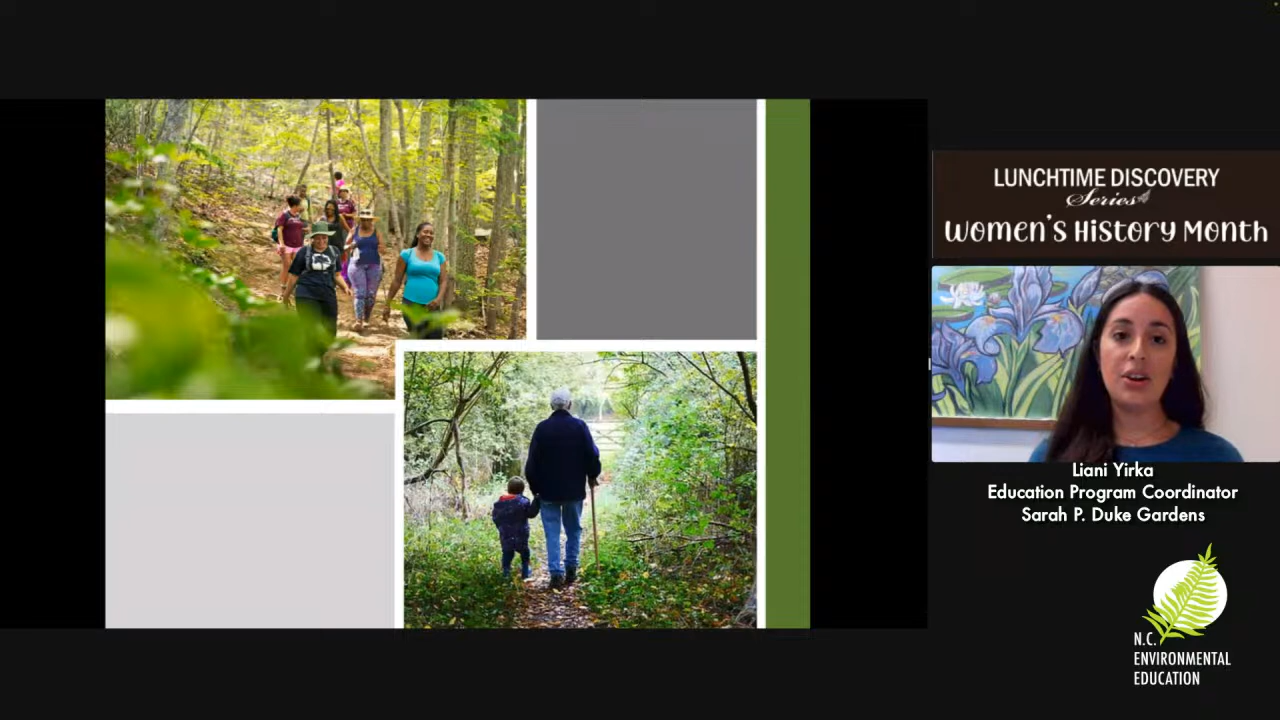 LUNCHTIME DISCOVERY
Series
WOMEN'S HISTORY MONTH
Liani Yirka
Education Program Coordinator
Sarah P. Duke Gardens
N.C.
ENVIRONMENTAL
EDUCATION